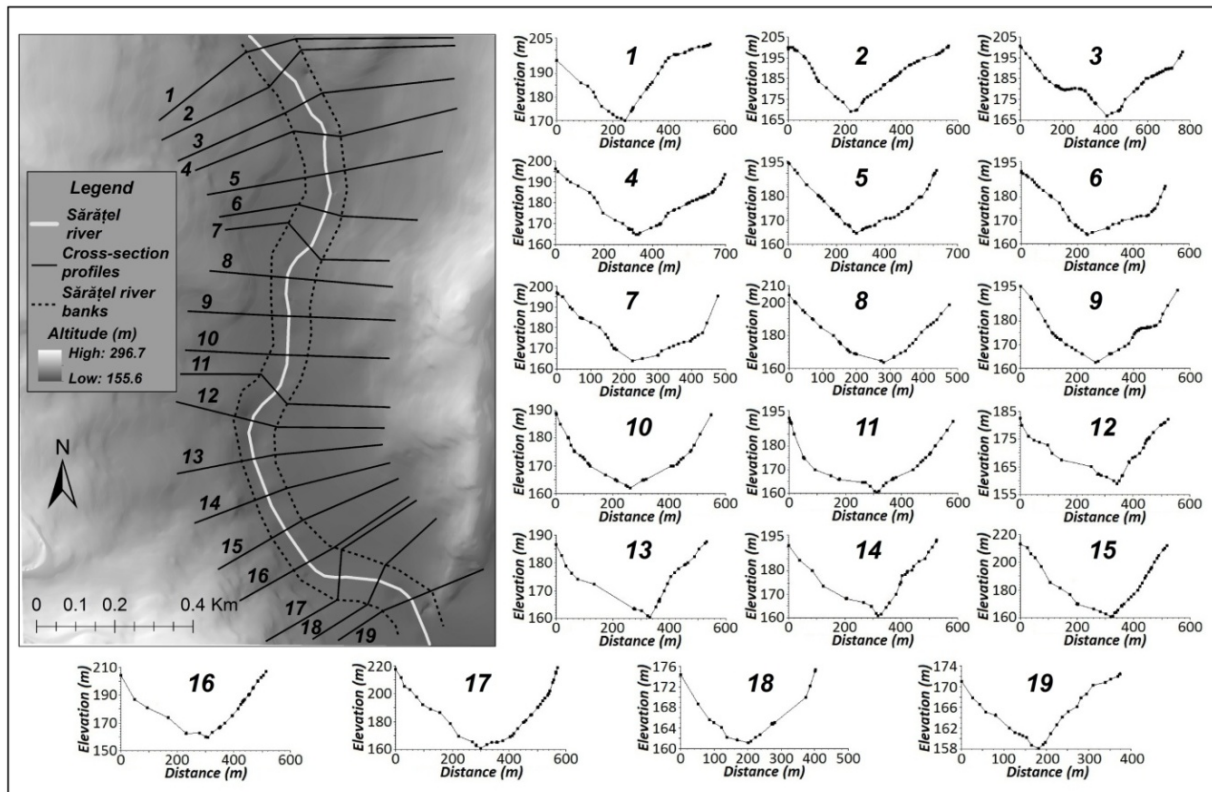 1
2
3
4
5
6
7
8
9
10
11
12
13
14
15
16
17
18
19
Legend
Sărățel
river
Cross-section
profiles
Sărățel river
banks
Altitude (m)
High: 296.7
Low: 155.6
N
0 0.1 0.2 0.4 Km
1
Elevation (m)
205
190
180
170
0 200 400 600
Distance (m)
2
Elevation (m)
205
195
185
175
165
0 200 400 600
Distance (m)
3
Elevation (m)
205
195
185
175
165
0 200 400 600 800
Distance (m)
4
Elevation (m)
200
190
180
170
160
0 200 400 700
Distance (m)
5
Elevation (m)
195
180
170
160
0 200 400 700
Distance (m)
6
Elevation (m)
195
180
170
160
0 200 400 600
Distance (m)
7
Elevation (m)
200
190
180
170
160
0 100 200 300 400 500
Distance (m)
8
Elevation (m)
210
200
190
180
160
0 100 200 300 400 500
Distance (m)
9
Elevation (m)
195
180
170
160
0 200 400 600
Distance (m)
10
Elevation (m)
190
180
170
160
0 200 400 600
Distance (m)
11
Elevation (m)
195
180
170
160
0 200 400 600
Distance (m)
12
Elevation (m)
185
175
165
155
0 200 400 600
Distance (m)
13
Elevation (m)
190
180
170
160
0 200 400 600
Distance (m)
14
Elevation (m)
195
180
170
160
0 200 400 600
Distance (m)
15
Elevation (m)
220
200
180
160
0 200 400 600
Distance (m)
16
Elevation (m)
210
190
170
150
0 200 400 600
Distance (m)
17
Elevation (m)
220
200
180
160
0 200 400 600
Distance (m)
18
Elevation (m)
176
172
168
164
160
0 100 200 300 400 500
Distance (m)
19
Elevation (m)
174
170
166
162
158
0 100 200 300 400
Distance (m)